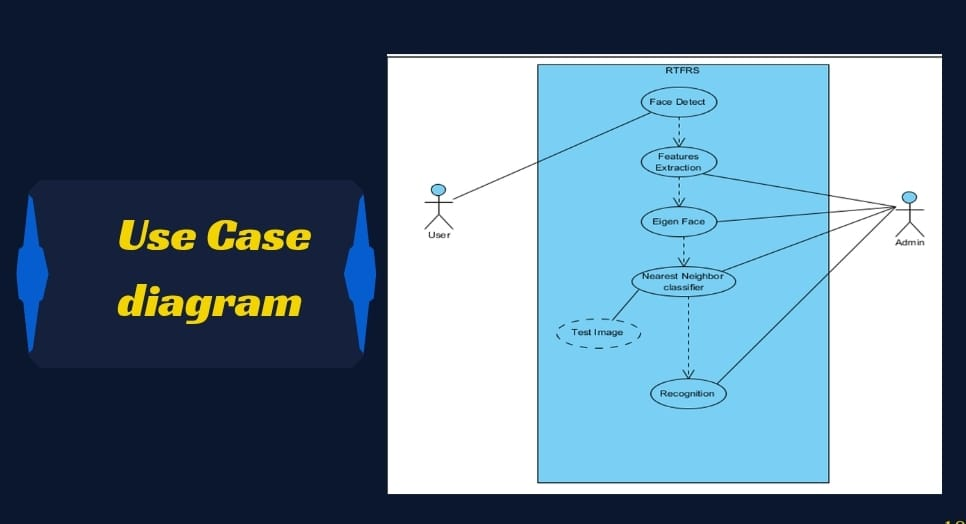 Use Case
diagram
RTFRS
Face Detect
Features
Extraction
Eigen Face
Nearest Neighbor
classifier
Test Image
Recognition
User
Admin